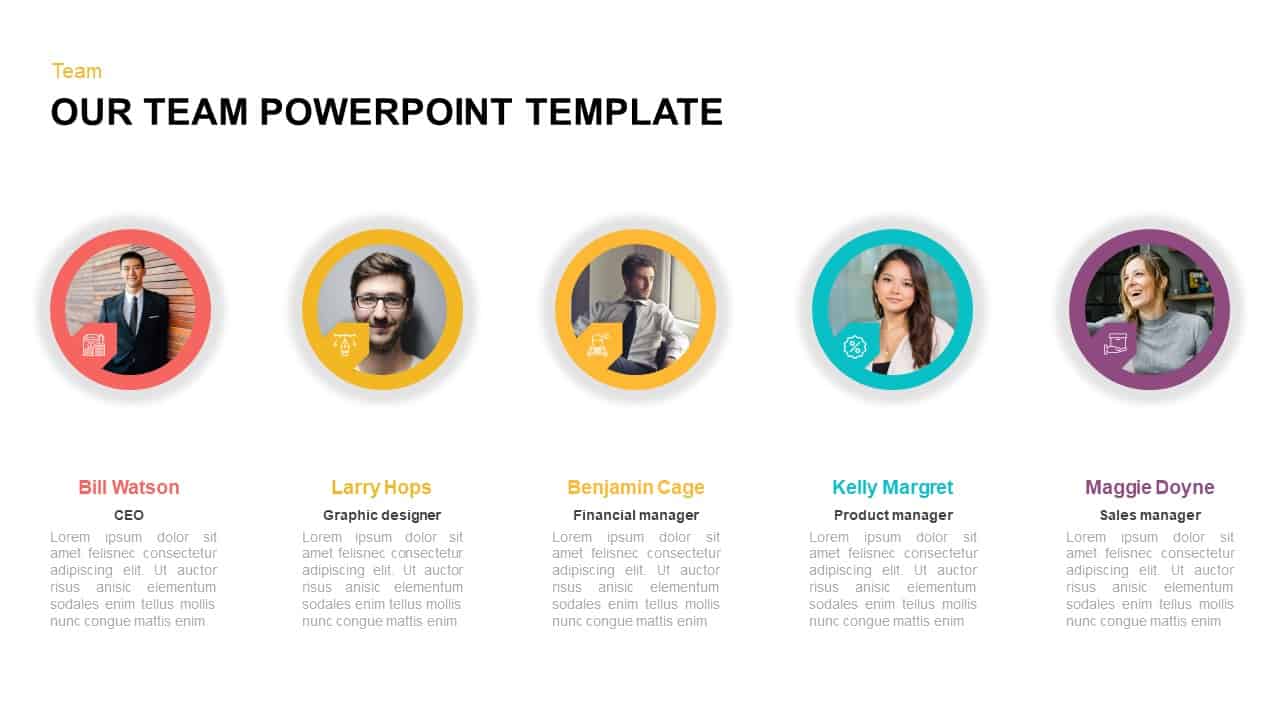 Team
OUR TEAM POWERPOINT TEMPLATE
Bill Watson
CEO
Lorem ipsum dolor sit
amet felisnec consectetur
adipiscing elit. Ut auctor
risus anisic elementum
sodales enim tellus mollis
nunc congue mattis enim
Larry Hops
Graphic designer
Lorem ipsum dolor sit
amet felisnec consectetur
adipiscing elit. Ut auctor
risus anisic elementum
sodales enim tellus mollis
nunc congue mattis enim
Benjamin Cage
Financial manager
Lorem ipsum dolor sit
amet felisnec consectetur
adipiscing elit. Ut auctor
risus anisic elementum
sodales enim tellus mollis
nunc congue mattis enim
Kelly Margret
Product manager
Lorem ipsum dolor sit
amet felisnec consectetur
adipiscing elit. Ut auctor
risus anisic elementum
sodales enim tellus mollis
nunc congue mattis enim
Maggie Doyne
Sales manager
Lorem ipsum dolor sit
amet felisnec consectetur
adipiscing elit. Ut auctor
risus anisic elementum
sodales enim tellus mollis
nunc congue mattis enim